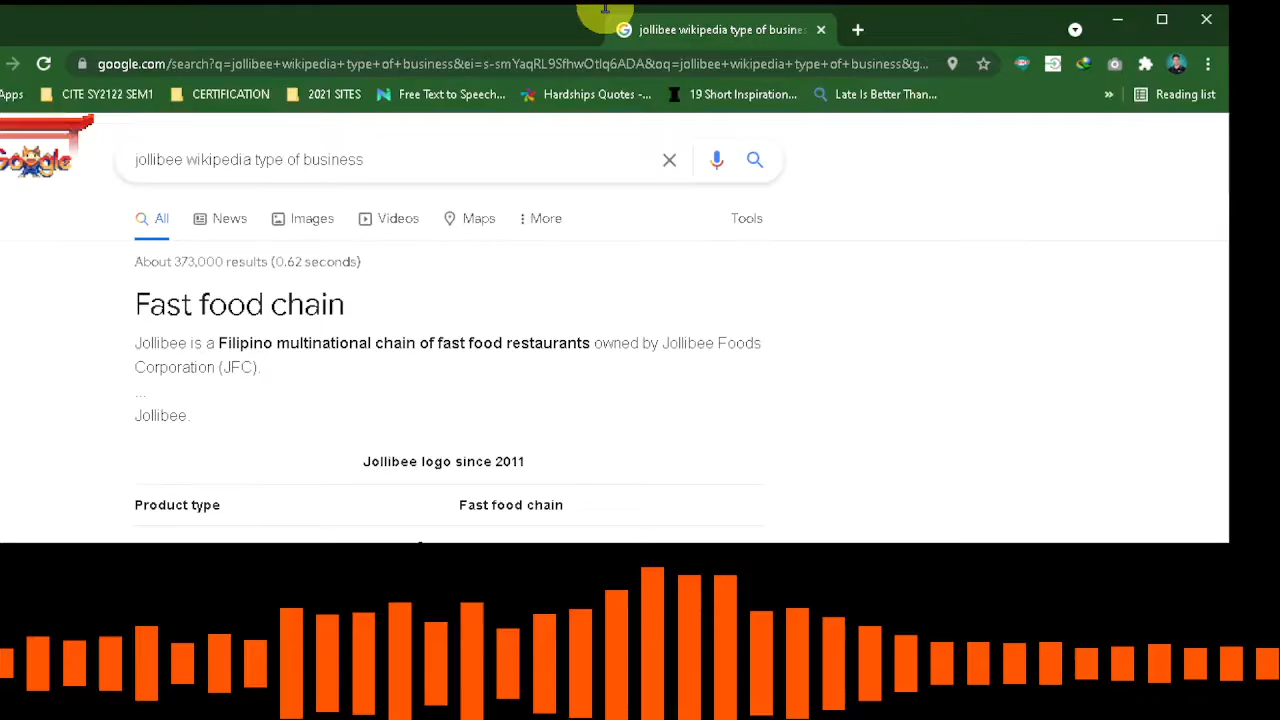 jollibee wikipedia type of busine
google.com/search?q=jollibee+wikipedia+type+of+business&ei=s-smYaqRL9SfhwOtlq6ADA&oq=jollibee+wikipedia+type+of+business&g...
Apps CITE SY2122 SEM1 CERTIFICATION 2021 SITES Free Text to Speech... Hardships Quotes -... 19 Short Inspiration... Late Is Better Than... » Reading list
Google jollibee wikipedia type of business
All News Images Videos Maps More Tools
About 373,000 results (0.62 seconds)
Fast food chain
Jollibee is a Filipino multinational chain of fast food restaurants owned by Jollibee Foods
Corporation (JFC).
...
Jollibee.
Jollibee logo since 2011
Product type Fast food chain